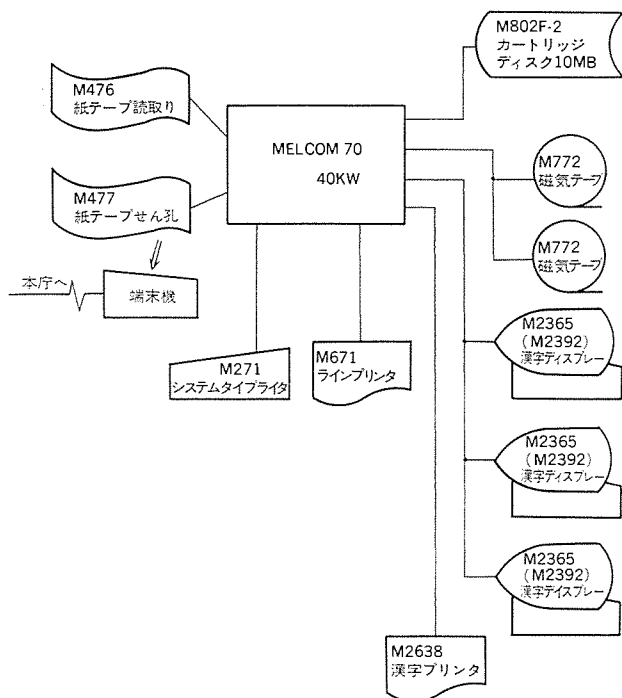 M802F-2
カートリッジ
ディスク10MB
M476
紙テープ読取り
MELCOM 70
40KW
M772
磁気テープ
M477
紙テープせん孔
M772
磁気テープ
本庁へ
端末機
M2365
(M2392)
漢字ディスプレー
M271
システムタイプライタ
M671
ラインプリンタ
M2365
(M2392)
漢字ディスプレー
M2365
(M2392)
漢字デイスプレー
M2638
漢字プリンタ